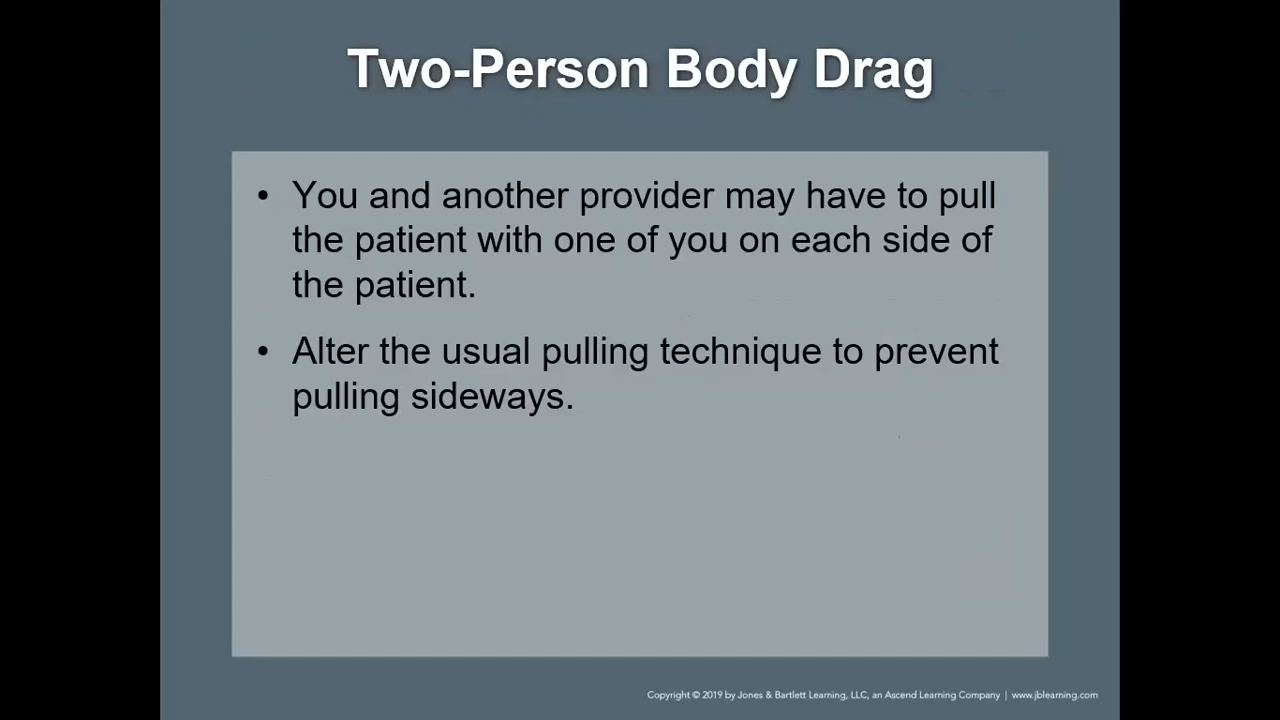 Two-Person Body Drag
• You and another provider may have to pull
the patient with one of you on each side of
the patient.
• Alter the usual pulling technique to prevent
pulling sideways.
Copyright © 2019 by Jones & Bartlett Learning, LLC, an Ascend Learning Company | www.jblearning.com